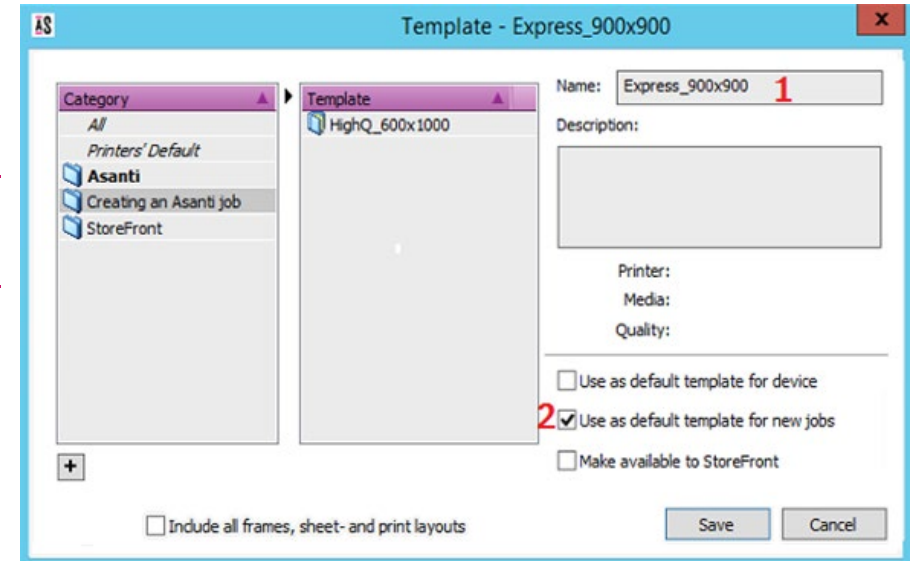 AS
Template - Express_900x900
x
Category
All
Printers' Default
Asanti
Creating an Asanti job
StoreFront
+
Template
HighQ_600x1000
Name: Express_900x900 1
Description:
Printer:
Media:
Quality:
Use as default template for device
2 Use as default template for new jobs
Make available to StoreFront
Include all frames, sheet- and print layouts
Save Cancel